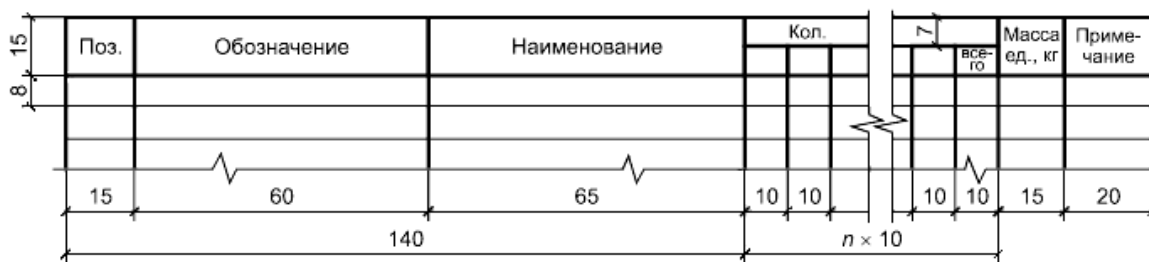 15
Поз.
Обозначение
Наименование
Кол.
7
все-
го
Масса
ед., кг
Приме-
чание
8
15
60
65
10
10
10
10
15
20
140
n × 10